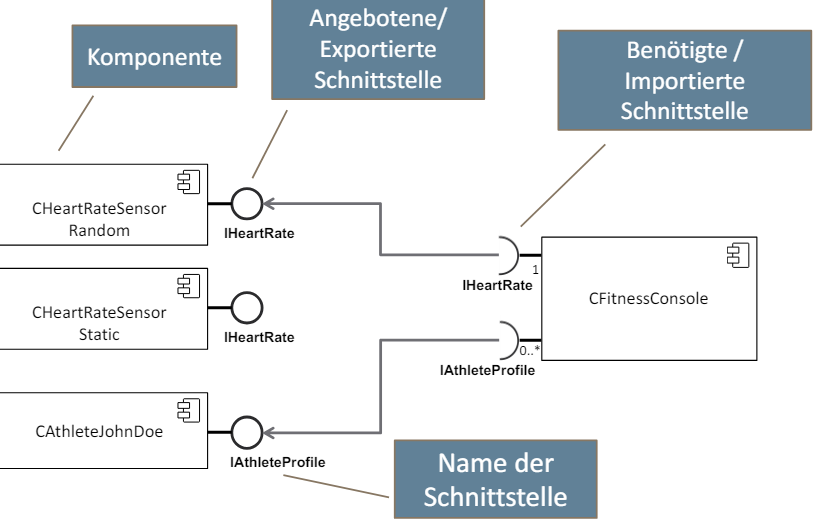 Komponente
Angebotene/
Exportierte
Schnittstelle
Benötigte /
Importierte
Schnittstelle
CHeartRateSensor
Random
IHeartRate
CHeartRateSensor
Static
IHeartRate
CAthleteJohnDoe
IAthleteProfile
1
IHeartRate
0..*
IAthleteProfile
CFitnessConsole
Name der
Schnittstelle